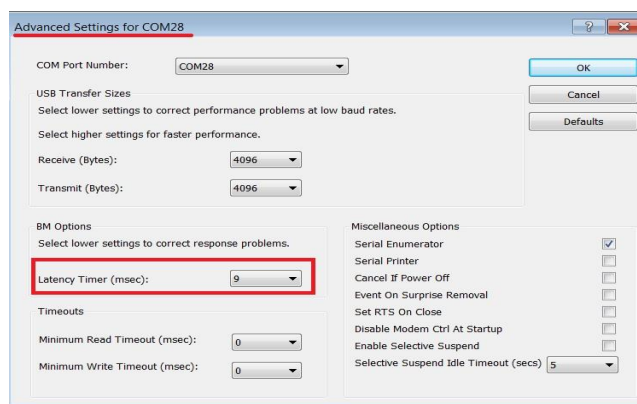 Advanced Settings for COM28
COM Port Number: COM28
OK
Cancel
Defaults
USB Transfer Sizes
Select lower settings to correct performance problems at low baud rates.
Select higher settings for faster performance.
Receive (Bytes): 4096
Transmit (Bytes): 4096
BM Options
Select lower settings to correct response problems.
Latency Timer (msec): 9
Timeouts
Minimum Read Timeout (msec): 0
Minimum Write Timeout (msec): 0
Miscellaneous Options
Serial Enumerator
Serial Printer
Cancel If Power Off
Event On Surprise Removal
Set RTS On Close
Disable Modem Ctrl At Startup
Enable Selective Suspend
Selective Suspend Idle Timeout (secs) 5